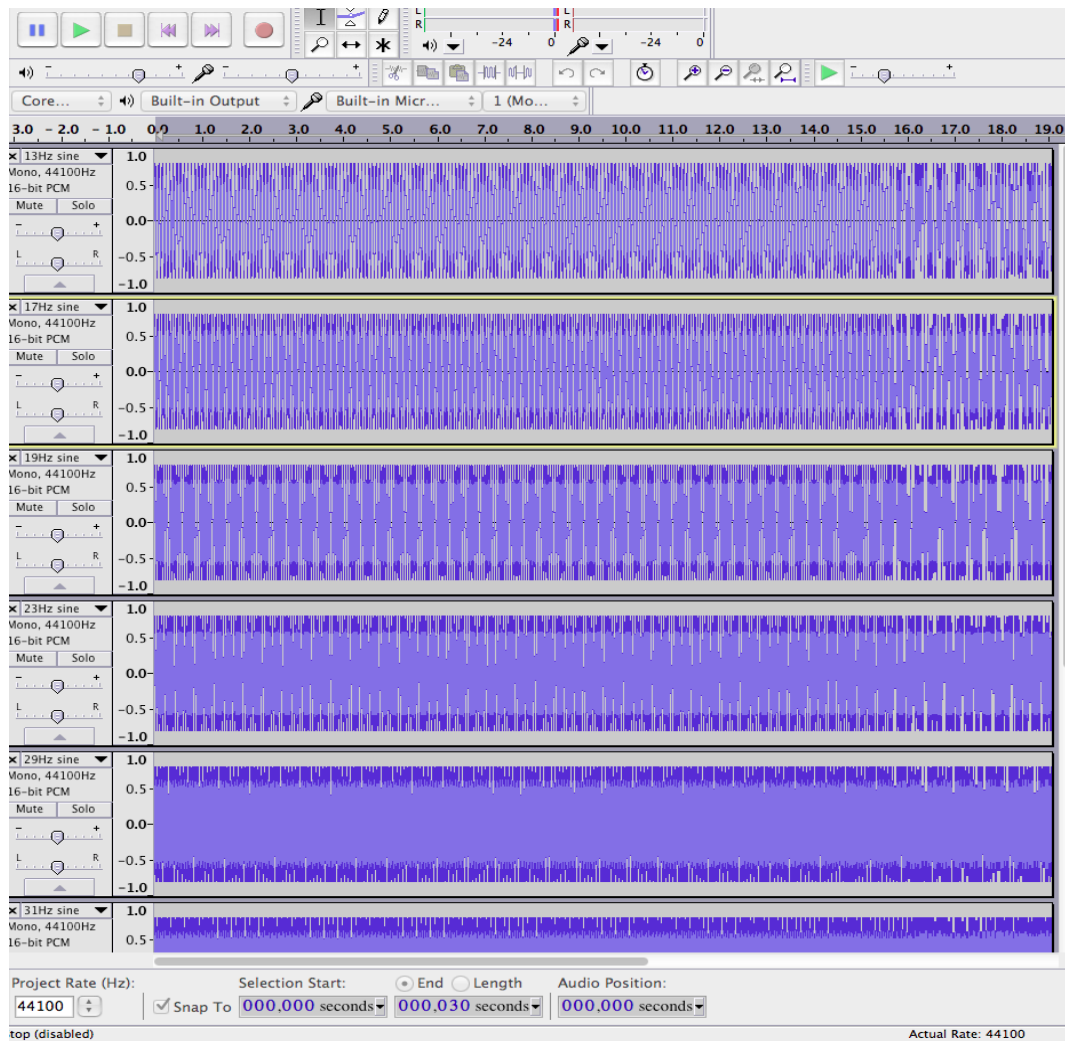 L
R
-24
0
L
R
-24
0
Core...
Built-in Output
Built-in Micr...
1 (Mo...
3.0 - 2.0 - 1.0 0.0 1.0 2.0 3.0 4.0 5.0 6.0 7.0 8.0 9.0 10.0 11.0 12.0 13.0 14.0 15.0 16.0 17.0 18.0 19.0
x 13Hz sine
Mono, 44100Hz
16-bit PCM
Mute Solo
- +
L R
1.0
0.5-
0.0-
-0.5-
-1.0
x 17Hz sine
Mono, 44100Hz
16-bit PCM
Mute Solo
- +
L R
1.0
0.5-
0.0-
-0.5-
-1.0
x 19Hz sine
Mono, 44100Hz
16-bit PCM
Mute Solo
- +
L R
1.0
0.5-
0.0-
-0.5-
-1.0
x 23Hz sine
Mono, 44100Hz
16-bit PCM
Mute Solo
- +
L R
1.0
0.5-
0.0-
-0.5-
-1.0
x 29Hz sine
Mono, 44100Hz
16-bit PCM
Mute Solo
- +
L R
1.0
0.5-
0.0-
-0.5-
-1.0
x 31Hz sine
Mono, 44100Hz
16-bit PCM
1.0
0.5-
Project Rate (Hz):
44100
Snap To
Selection Start:
000,000 seconds
End Length
000,030 seconds
Audio Position:
000,000 seconds
top (disabled)
Actual Rate: 44100